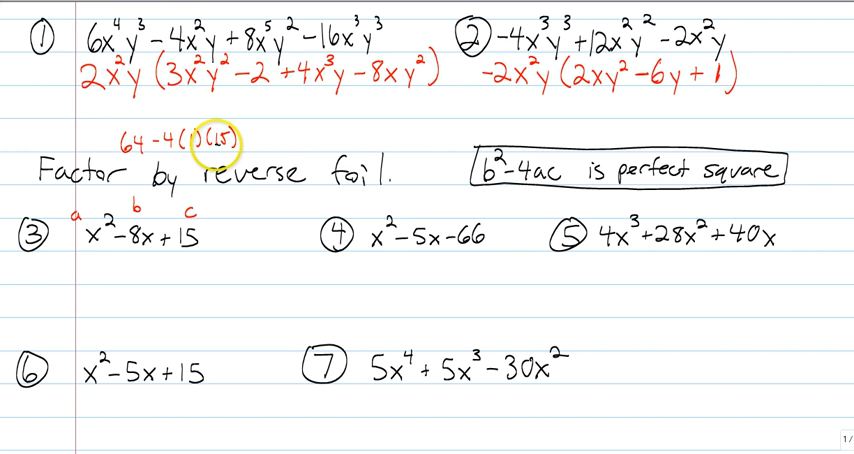 ① 6x⁴y³ - 4x²y + 8x⁵y² - 16x³y³ ② -4x³y³ + 12x²y² - 2x²y
2x²y (3x²y² - 2 + 4x³y - 8xy²) -2x²y (2xy² - 6y + 1)
64 - 4(1)(15)
Factor by reverse foil. b² - 4ac is perfect square
a b c
③ x² - 8x + 15 ④ x² - 5x - 66 ⑤ 4x³ + 28x² + 40x
⑥ x² - 5x + 15 ⑦ 5x⁴ + 5x³ - 30x²
1/